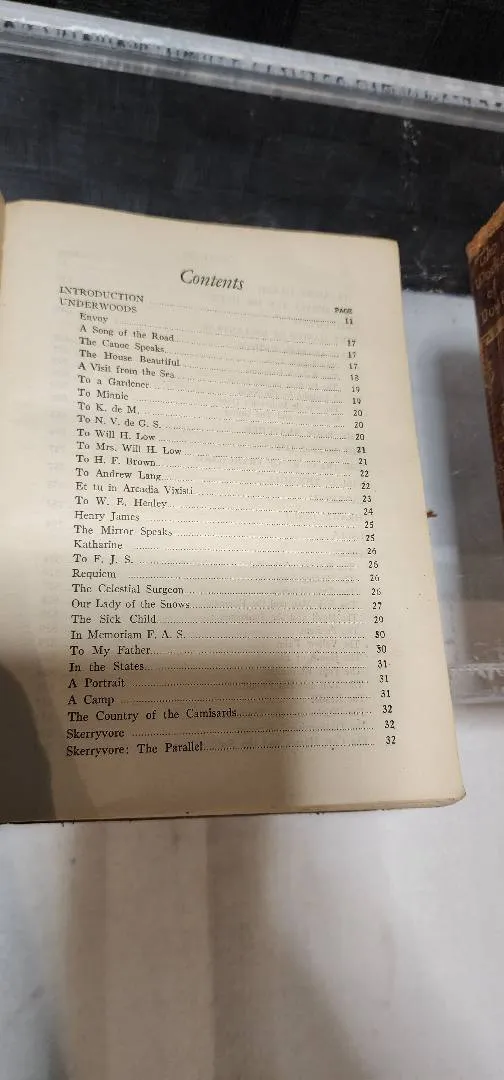 Contents
PAGE
INTRODUCTION 11
UNDERWOODS
Envoy 17
A Song of the Road 17
The Canoe Speaks 17
The House Beautiful 18
A Visit from the Sea 19
To a Gardener 19
To Minnie 20
To K. de M. 20
To N. V. de G. S. 20
To Will H. Low 21
To Mrs. Will H. Low 21
To H. F. Brown 22
To Andrew Lang 22
Et tu in Arcadia Vixisti 23
To W. E. Henley 24
Henry James 25
The Mirror Speaks 25
Katharine 26
To F. J. S. 26
Requiem 26
The Celestial Surgeon 26
Our Lady of the Snows 27
The Sick Child 29
In Memoriam F. A. S. 30
To My Father 30
In the States 31
A Portrait 31
A Camp 31
The Country of the Camisards 32
Skerryvore 32
Skerryvore: The Parallel 32